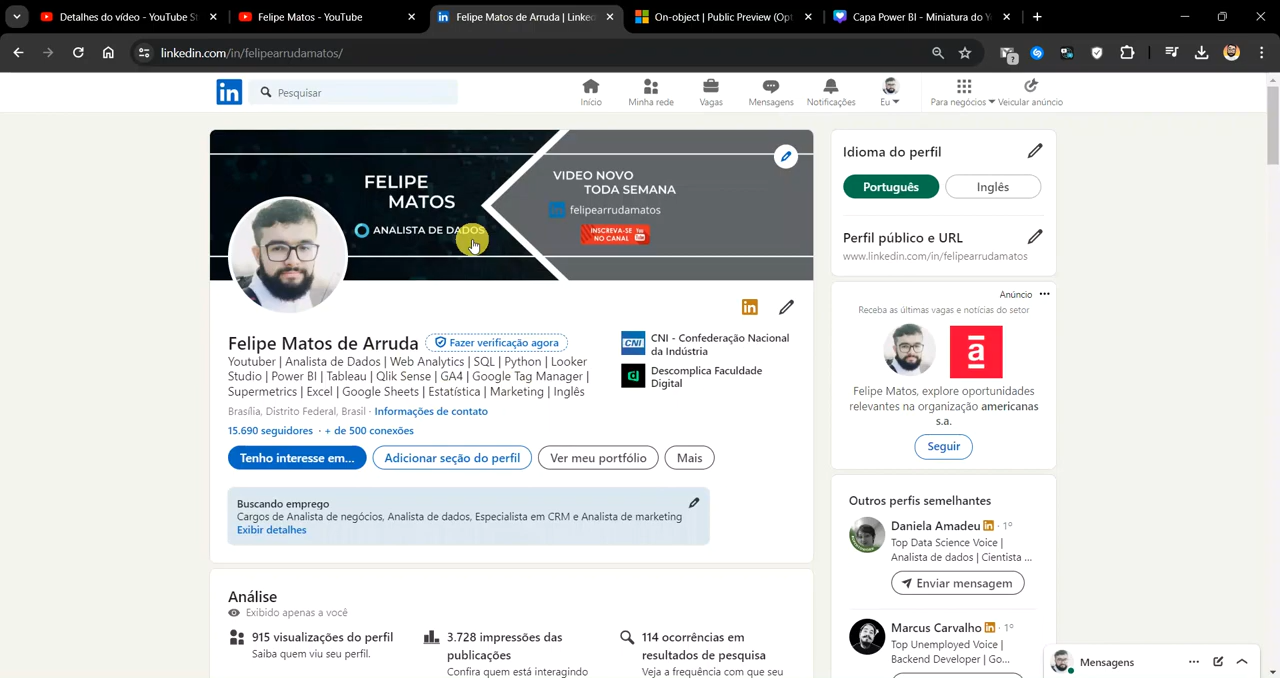 Detalhes do vídeo - YouTube St
Felipe Matos - YouTube
Felipe Matos de Arruda | Linked
On-object | Public Preview (Opt
Capa Power BI - Miniatura do Y
linkedin.com/in/felipearrudamatos/
in
Pesquisar
Início
Minha rede
Vagas
Mensagens
Notificações
Eu
Para negócios
Veicular anúncio
FELIPE
MATOS
ANALISTA DE DADOS
VIDEO NOVO
TODA SEMANA
felipearrudamatos
INSCREVA-SE
NO CANAL
Felipe Matos de Arruda
Fazer verificação agora
Youtuber | Analista de Dados | Web Analytics | SQL | Python | Looker
Studio | Power BI | Tableau | Qlik Sense | GA4 | Google Tag Manager |
Supermetrics | Excel | Google Sheets | Estatística | Marketing | Inglês
Brasília, Distrito Federal, Brasil · Informações de contato
15.690 seguidores · + de 500 conexões
Tenho interesse em...
Adicionar seção do perfil
Ver meu portfólio
Mais
CNI
CNI - Confederação Nacional
da Indústria
Descomplica Faculdade
Digital
Buscando emprego
Cargos de Analista de negócios, Analista de dados, Especialista em CRM e Analista de marketing
Exibir detalhes
Análise
Exibido apenas a você
915 visualizações do perfil
Saiba quem viu seu perfil.
3.728 impressões das
publicações
Confira quem está interagindo
114 ocorrências em
resultados de pesquisa
Veja a frequência com que seu
Idioma do perfil
Português
Inglês
Perfil público e URL
www.linkedin.com/in/felipearrudamatos
Anúncio
Receba as últimas vagas e notícias do setor
Felipe Matos, explore oportunidades
relevantes na organização americanas
s.a.
Seguir
Outros perfis semelhantes
Daniela Amadeu · 1º
Top Data Science Voice |
Analista de dados | Cientista ...
Enviar mensagem
Marcus Carvalho · 1º
Top Unemployed Voice |
Backend Developer | Go...
Mensagens